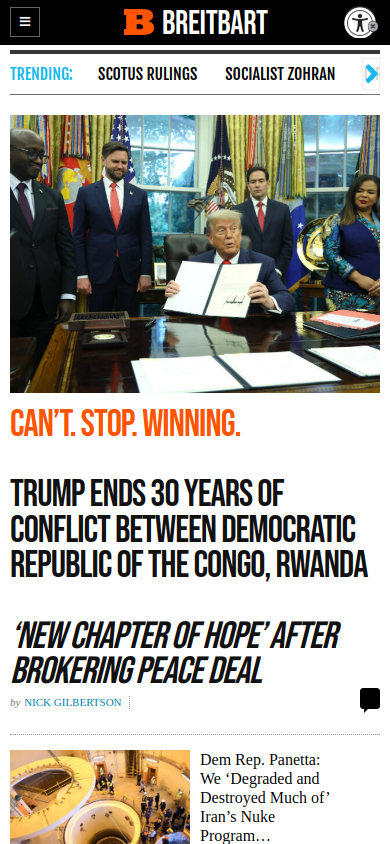 BREITBART
TRENDING:
SCOTUS RULINGS
SOCIALIST ZOHRAN
CAN'T. STOP. WINNING.
TRUMP ENDS 30 YEARS OF
CONFLICT BETWEEN DEMOCRATIC
REPUBLIC OF THE CONGO, RWANDA
‘NEW CHAPTER OF HOPE’ AFTER
BROKERING PEACE DEAL
by NICK GILBERTSON
Dem Rep. Panetta:
We ‘Degraded and
Destroyed Much of’
Iran’s Nuke
Program…